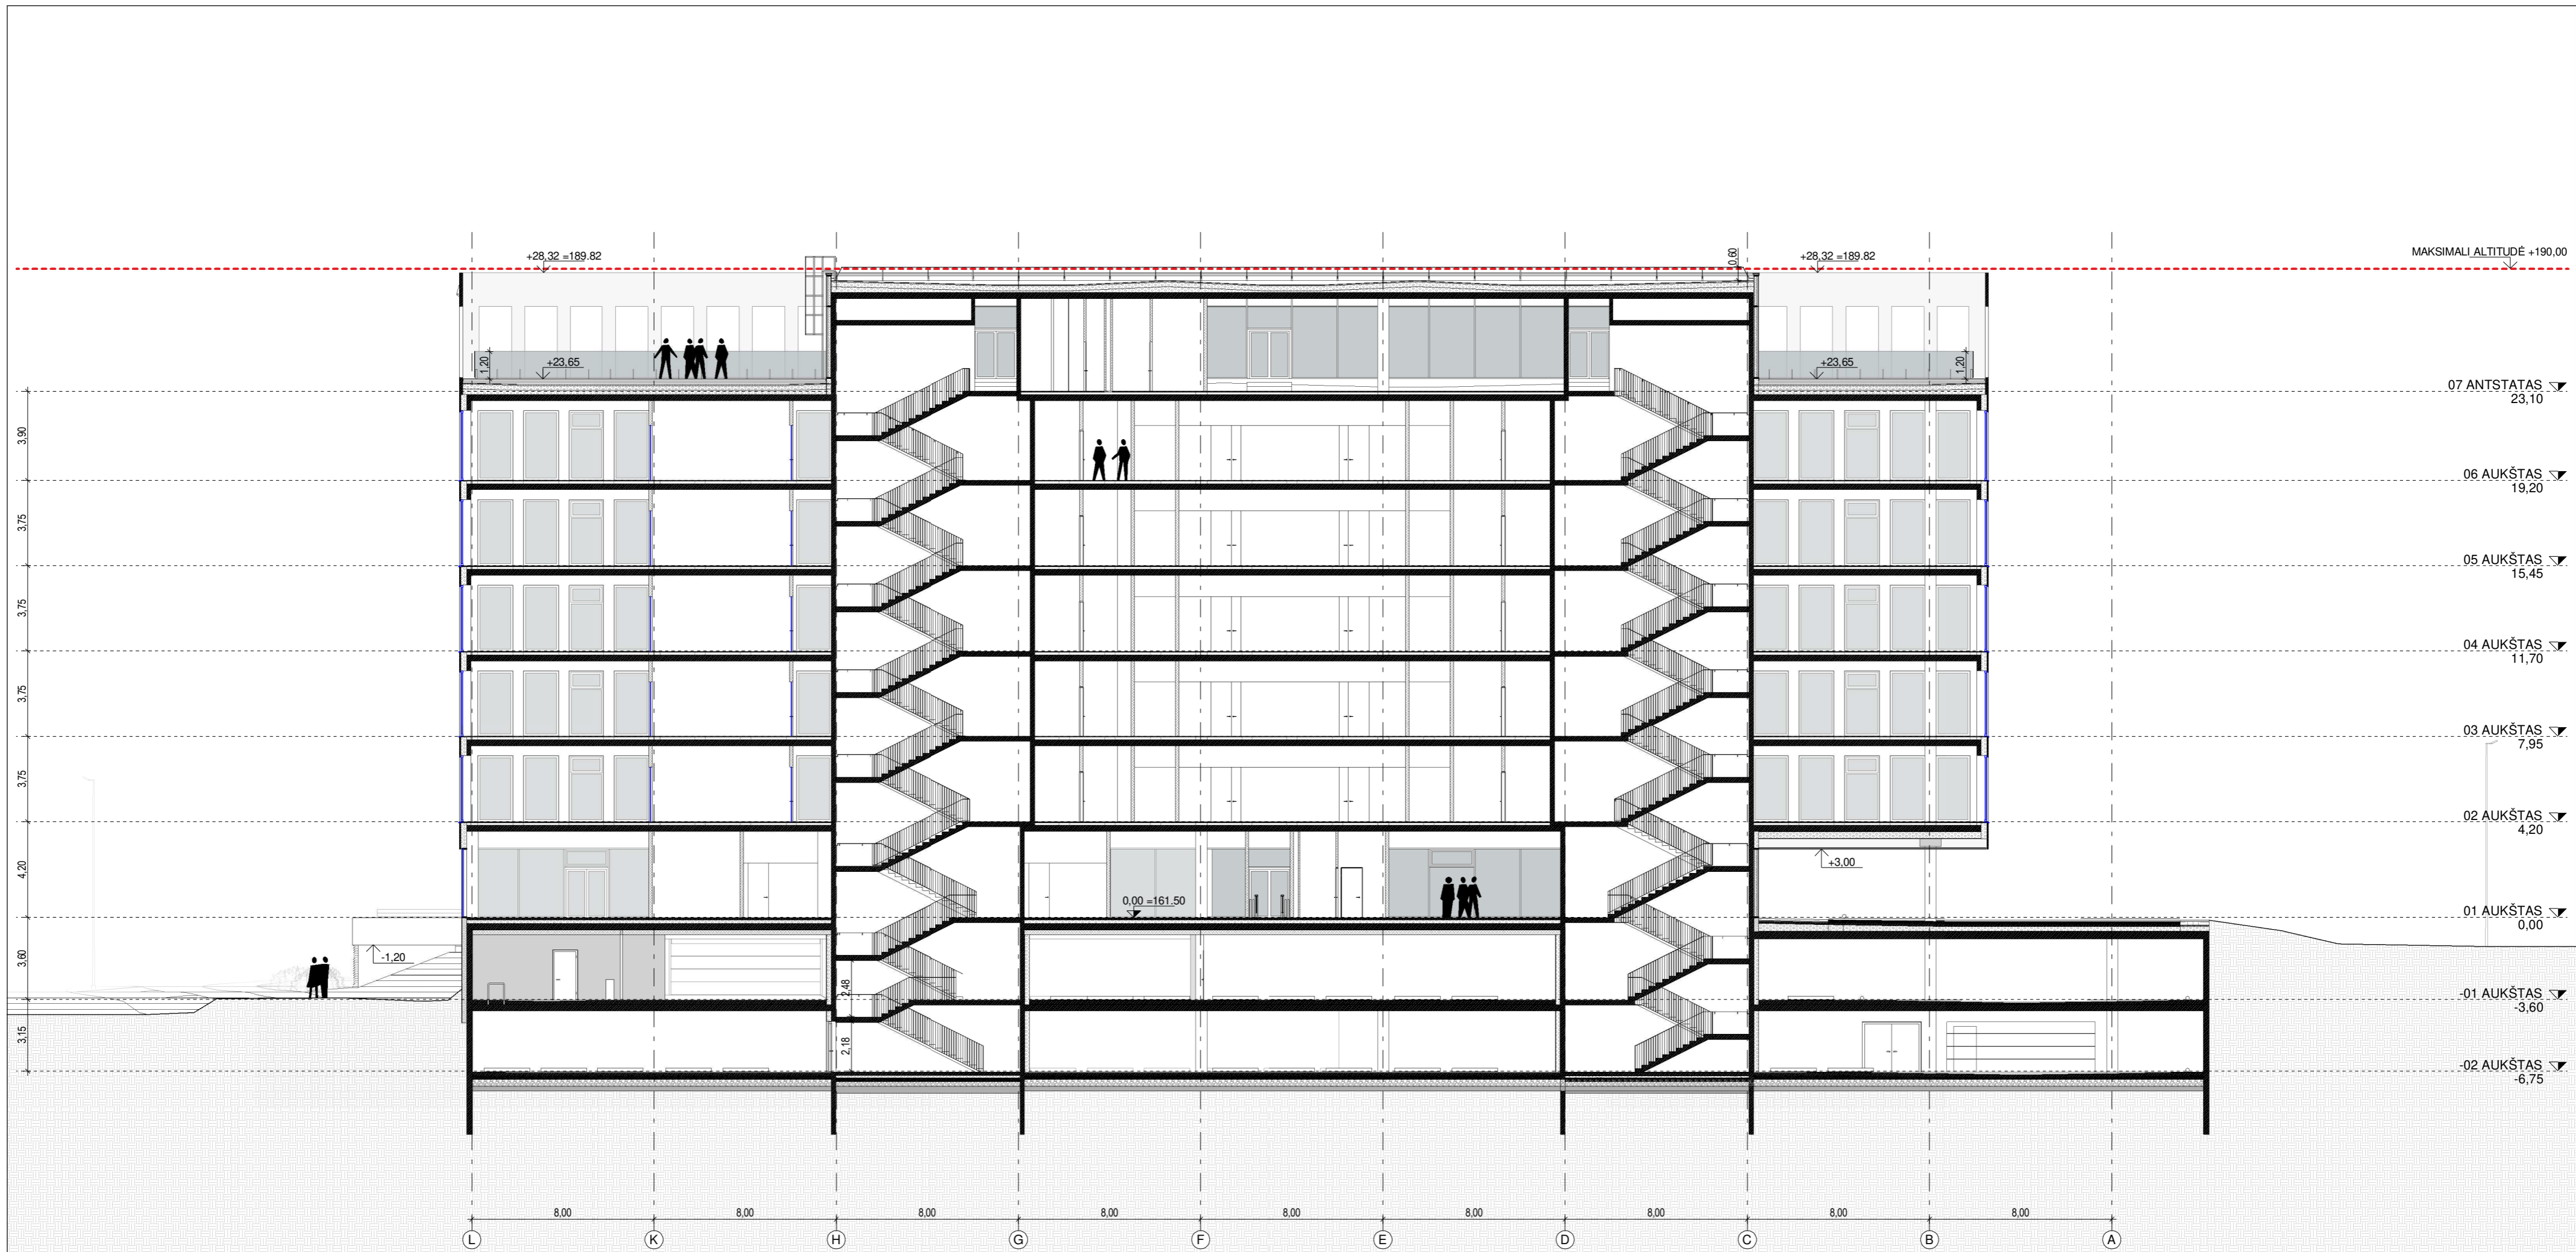 +28,32 =189.82
+28,32 =189.82
0,60
MAKSIMALI ALTITUDĖ +190,00
1,20
+23,65
+23,65
1,20
07 ANTSTATAS
23,10
3,90
06 AUKŠTAS
19,20
3,75
05 AUKŠTAS
15,45
3,75
04 AUKŠTAS
11,70
3,75
03 AUKŠTAS
7,95
3,75
02 AUKŠTAS
4,20
4,20
+3,00
0,00 =161.50
01 AUKŠTAS
0,00
3,60
-1,20
2,48
-01 AUKŠTAS
-3,60
3,15
2,18
-02 AUKŠTAS
-6,75
8,00 8,00 8,00 8,00 8,00 8,00 8,00 8,00 8,00
L K H G F E D C B A